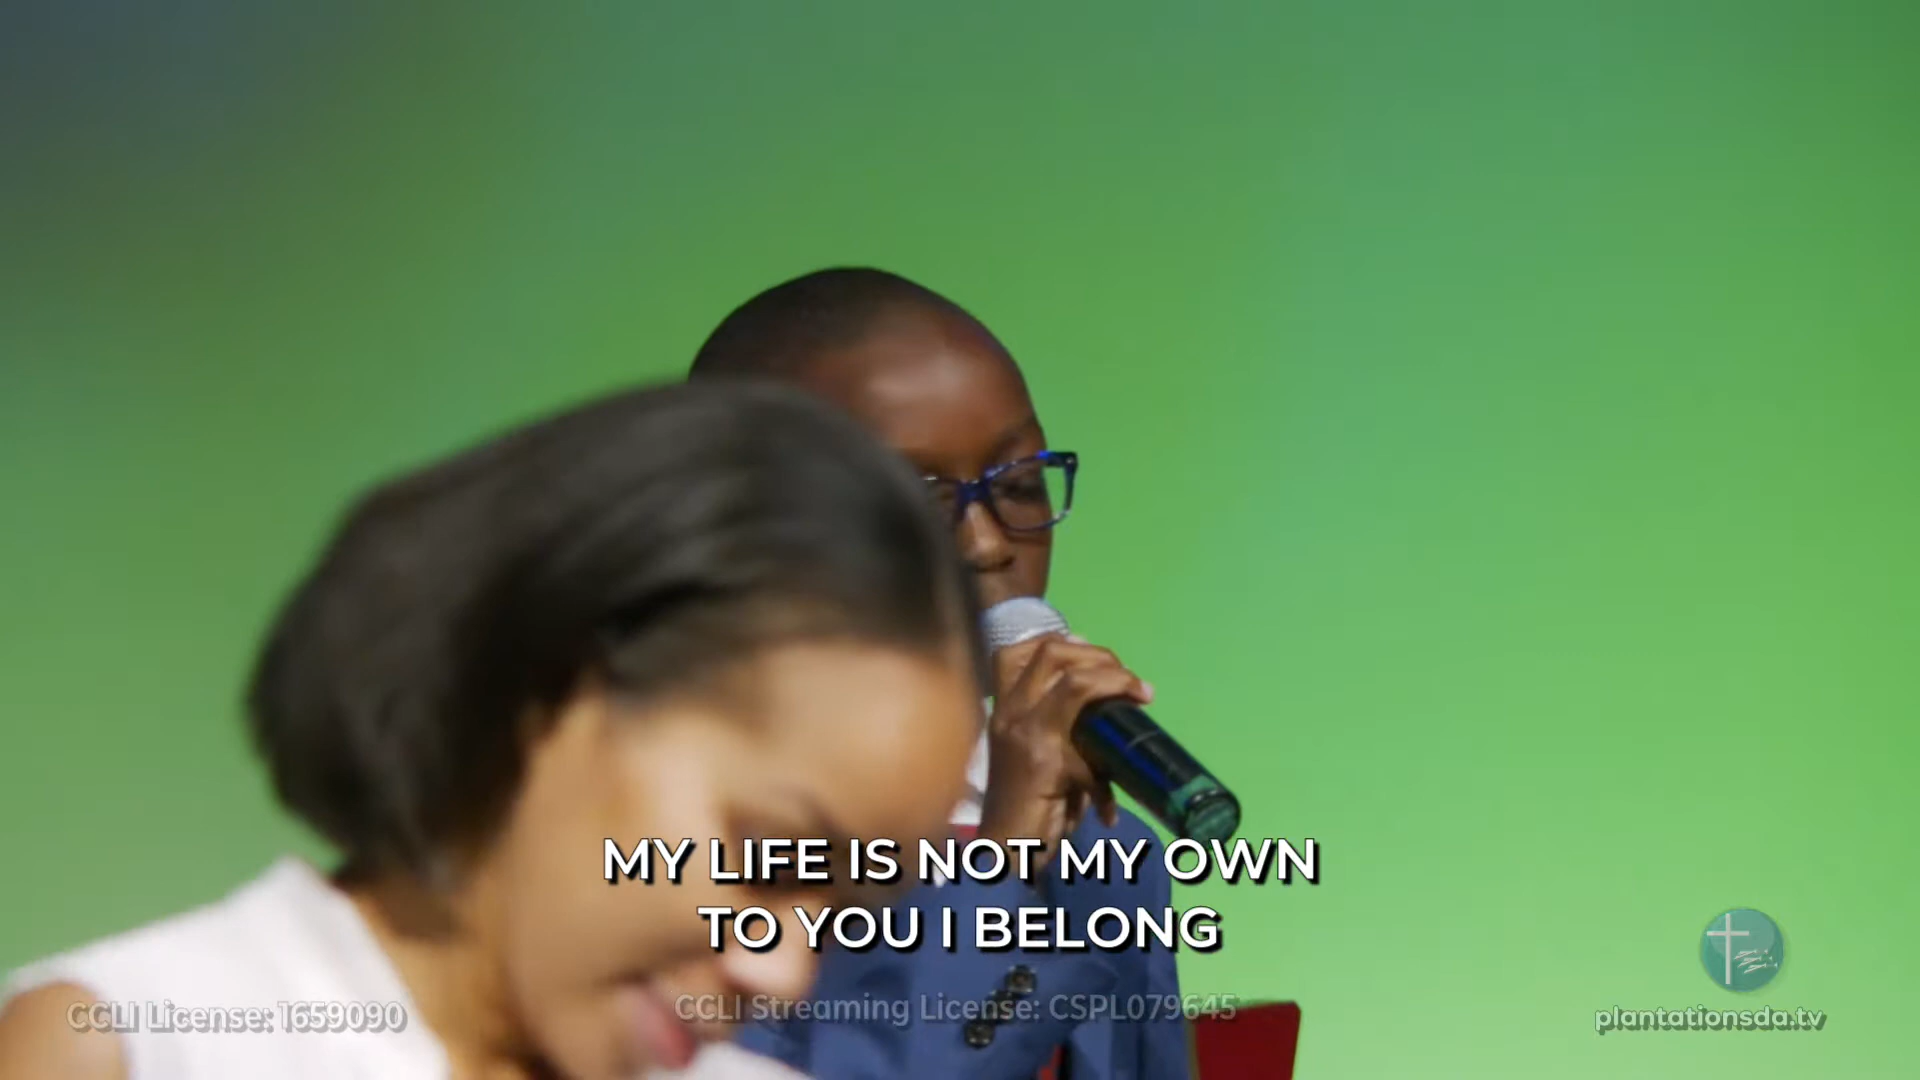 MY LIFE IS NOT MY OWN
TO YOU I BELONG
CCLI License: 1659090
CCLI Streaming License: CSPL079645
plantationsda.tv